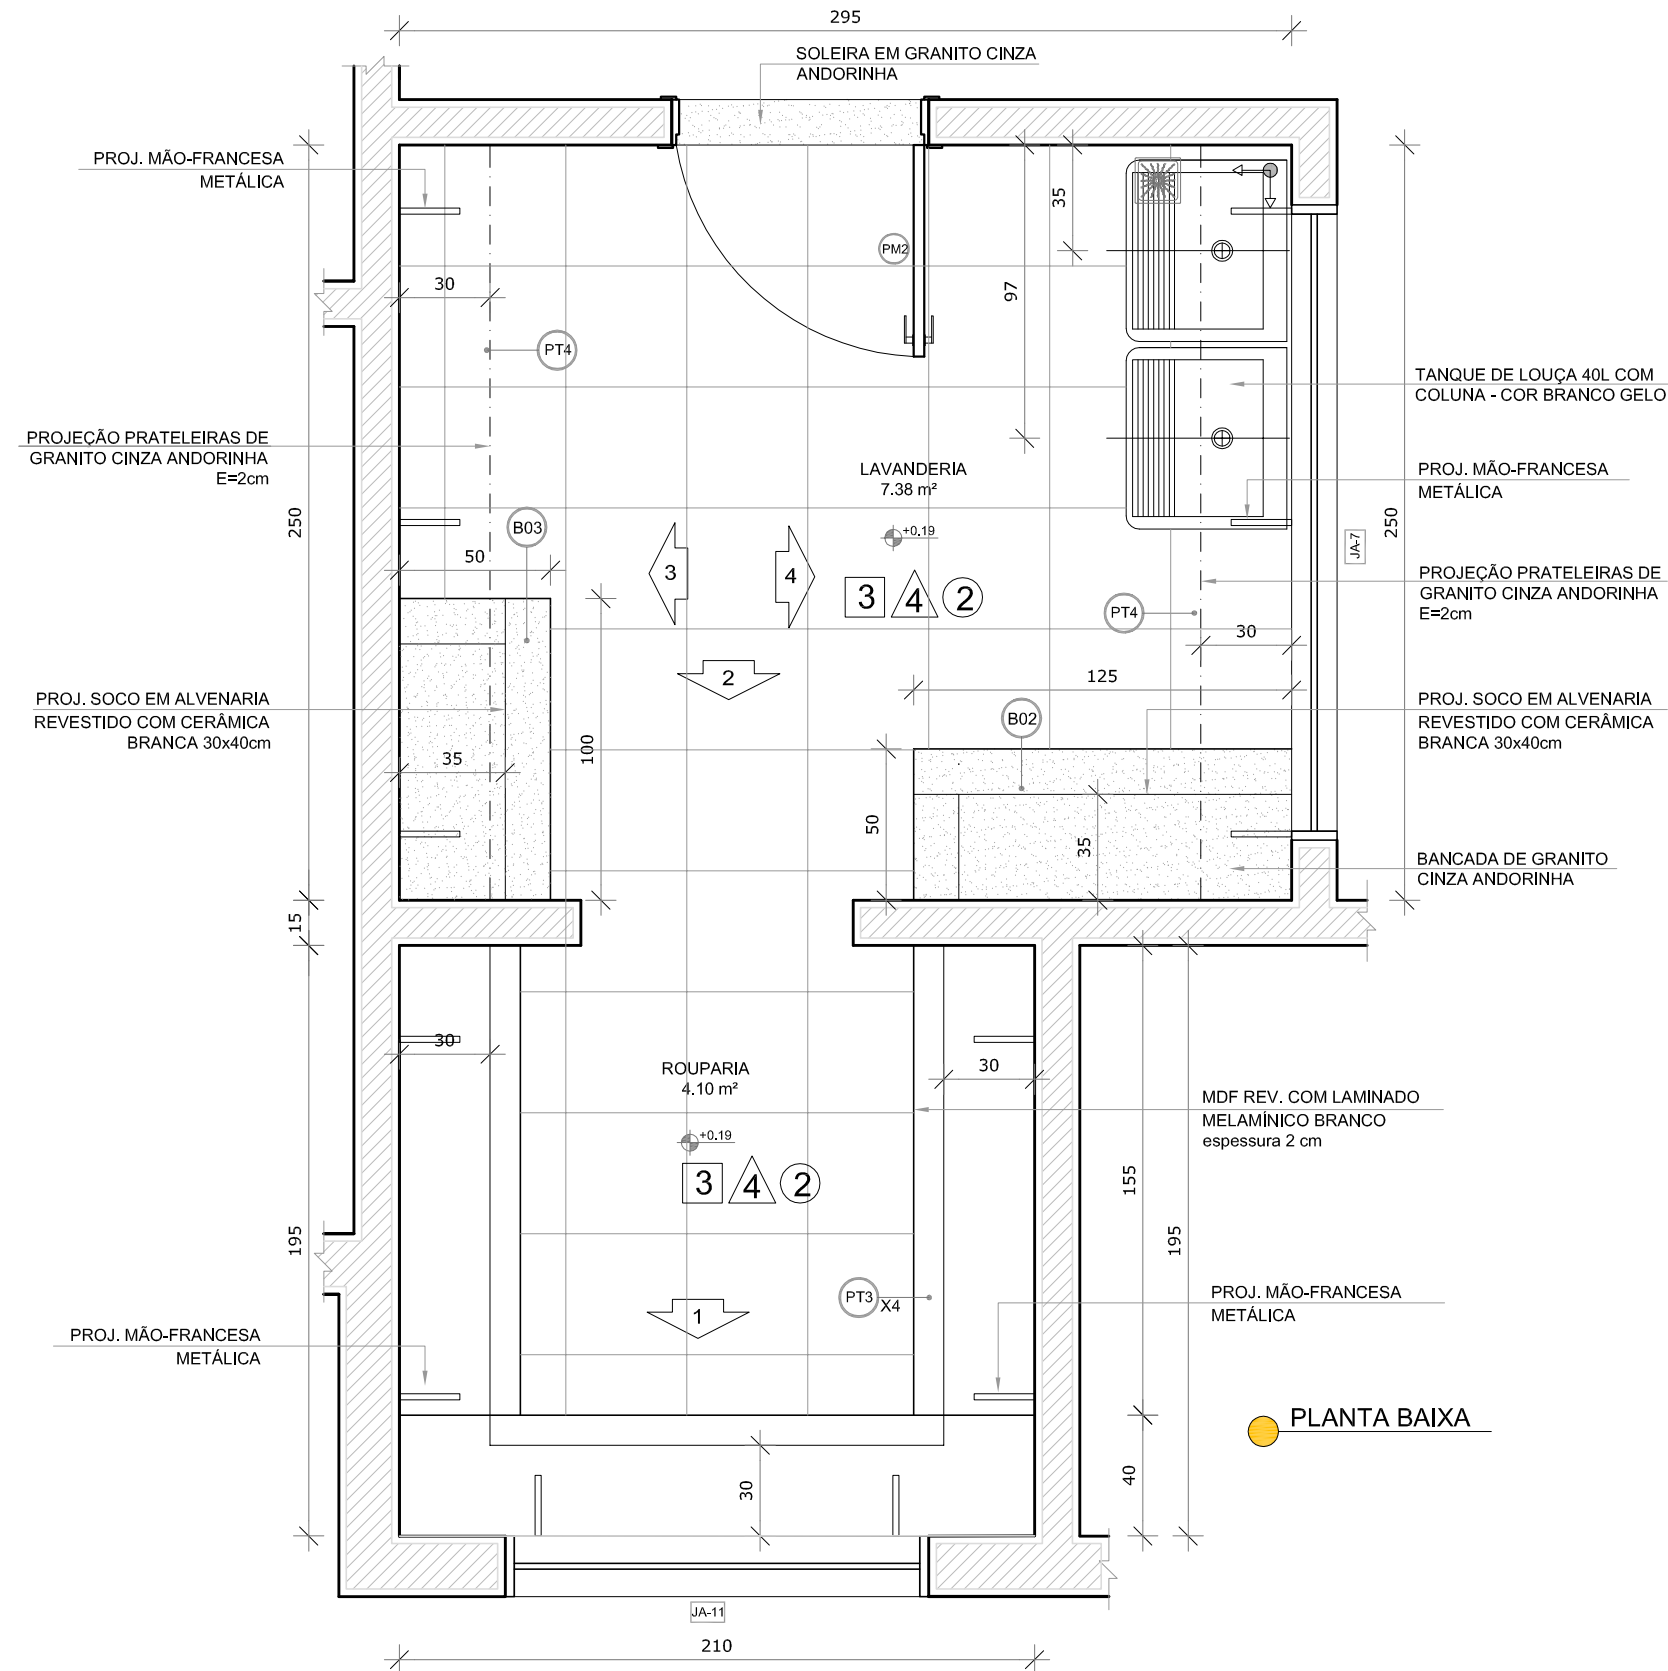 295
SOLEIRA EM GRANITO CINZA
ANDORINHA
PROJ. MÃO-FRANCESA
METÁLICA
35
PM2
30
97
PT4
TANQUE DE LOUÇA 40L COM
COLUNA - COR BRANCO GELO
PROJEÇÃO PRATELEIRAS DE
GRANITO CINZA ANDORINHA
E=2cm
LAVANDERIA
7.38 m²
PROJ. MÃO-FRANCESA
METÁLICA
250
B03
+0.19
250
JA-7
50
3
4
3 4 2
PROJEÇÃO PRATELEIRAS DE
GRANITO CINZA ANDORINHA
E=2cm
PT4
30
2
125
PROJ. SOCO EM ALVENARIA
REVESTIDO COM CERÂMICA
BRANCA 30x40cm
B02
PROJ. SOCO EM ALVENARIA
REVESTIDO COM CERÂMICA
BRANCA 30x40cm
35
100
50
35
BANCADA DE GRANITO
CINZA ANDORINHA
15
30
ROUPARIA
4.10 m²
30
MDF REV. COM LAMINADO
MELAMÍNICO BRANCO
espessura 2 cm
+0.19
3 4 2
155
195
195
PT3
X4
1
PROJ. MÃO-FRANCESA
METÁLICA
PROJ. MÃO-FRANCESA
METÁLICA
PLANTA BAIXA
40
30
JA-11
210